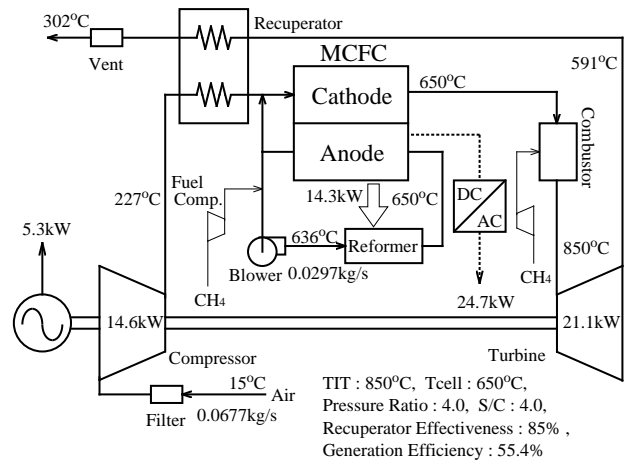 302°C
Recuperator
Vent
MCFC
591°C
Cathode
650°C
Combustor
Anode
227°C
Fuel
Comp.
14.3kW
650°C
DC
AC
5.3kW
636°C
Reformer
850°C
Blower
0.0297kg/s
CH4
CH4
24.7kW
14.6kW
21.1kW
Compressor
Turbine
15°C
Air
Filter
0.0677kg/s
TIT : 850°C, Tcell : 650°C,
Pressure Ratio : 4.0, S/C : 4.0,
Recuperator Effectiveness : 85% ,
Generation Efficiency : 55.4%